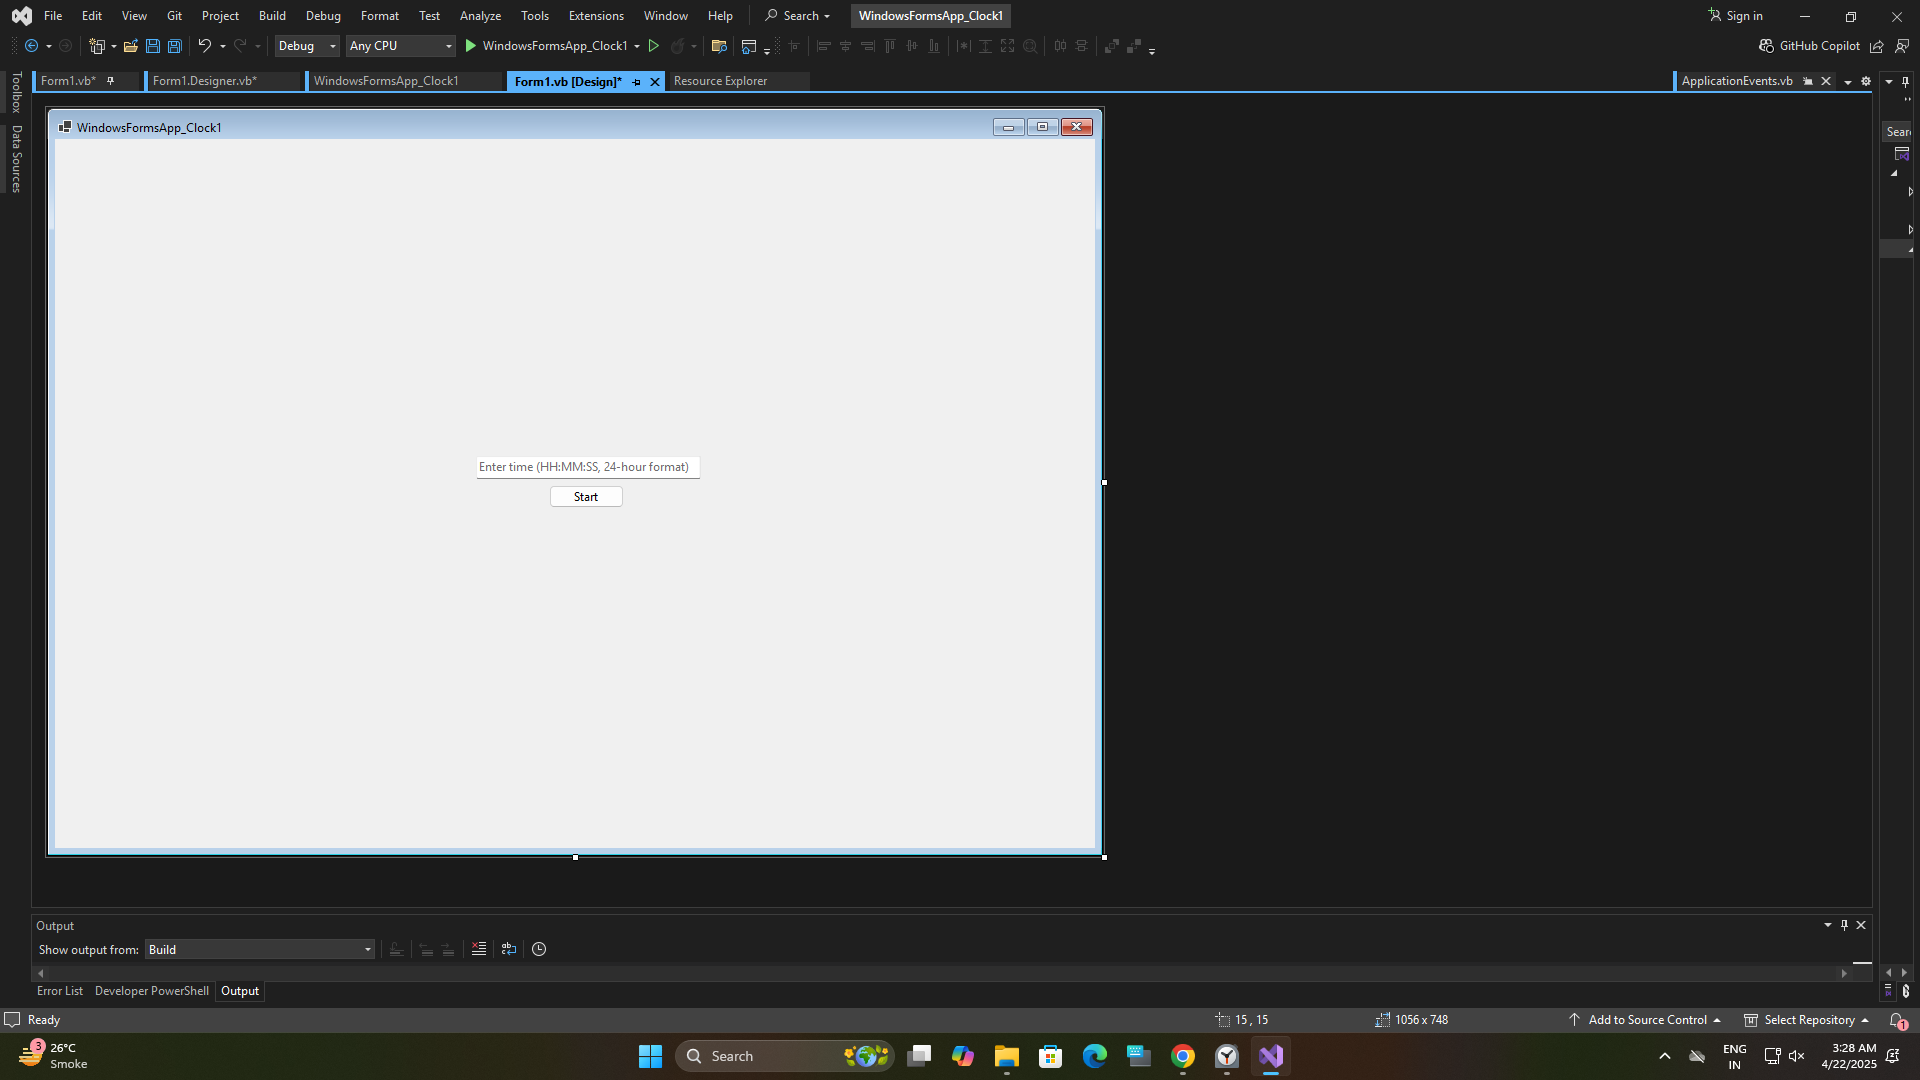 File Edit View Git Project Build Debug Format Test Analyze Tools Extensions Window Help Search WindowsFormsApp_Clock1 Sign in
Debug Any CPU WindowsFormsApp_Clock1 GitHub Copilot
Form1.vb* Form1.Designer.vb* WindowsFormsApp_Clock1 Form1.vb [Design]* Resource Explorer ApplicationEvents.vb
Toolbox
Data Sources
WindowsFormsApp_Clock1
Sear
Enter time (HH:MM:SS, 24-hour format)
Start
Output
Show output from: Build
Error List Developer PowerShell Output
Ready 15 , 15 1056 x 748 Add to Source Control Select Repository 1
3 26°C
Smoke
Search
ENG
IN
3:28 AM
4/22/2025